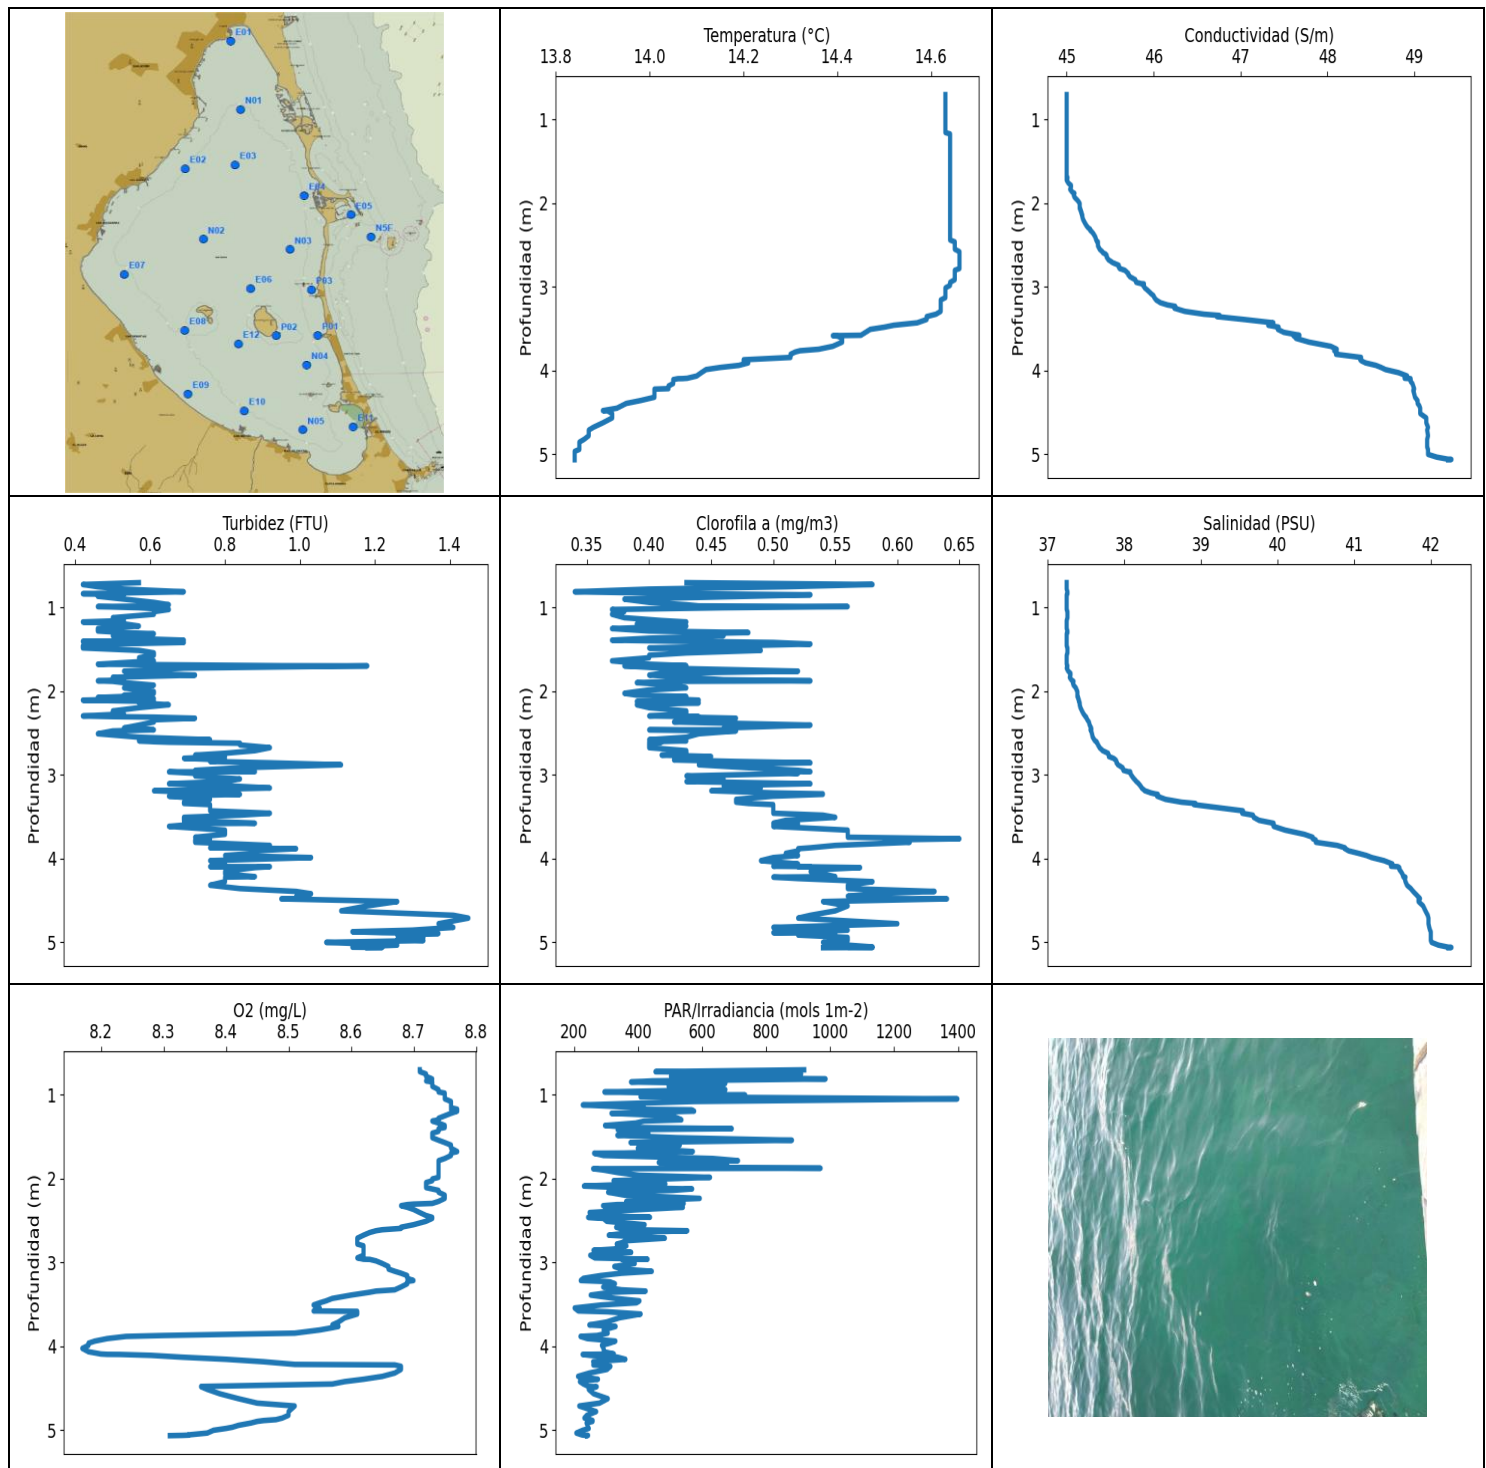 E01
N01
E02
E03
E04
E05
N5F
N02
N03
E07
E06
P03
E08
E12
P02
P01
N04
E09
E10
N05
E11
Temperatura (°C)
13.8 14.0 14.2 14.4 14.6
Profundidad (m)
1
2
3
4
5
Conductividad (S/m)
45 46 47 48 49
Profundidad (m)
1
2
3
4
5
Turbidez (FTU)
0.4 0.6 0.8 1.0 1.2 1.4
Profundidad (m)
1
2
3
4
5
Clorofila a (mg/m3)
0.35 0.40 0.45 0.50 0.55 0.60 0.65
Profundidad (m)
1
2
3
4
5
Salinidad (PSU)
37 38 39 40 41 42
Profundidad (m)
1
2
3
4
5
O2 (mg/L)
8.2 8.3 8.4 8.5 8.6 8.7 8.8
Profundidad (m)
1
2
3
4
5
PAR/Irradiancia (mols 1m-2)
200 400 600 800 1000 1200 1400
Profundidad (m)
1
2
3
4
5